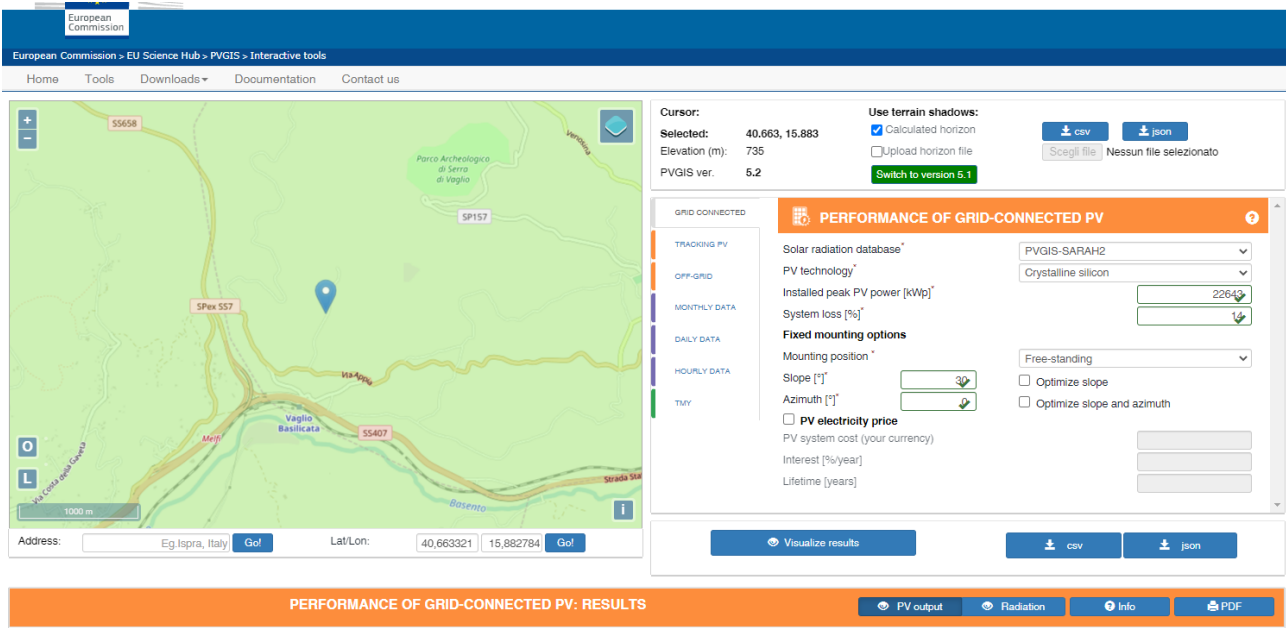 European
Commission
European Commission > EU Science Hub > PVGIS > Interactive tools
Home Tools Downloads Documentation Contact us
+
−
SS658
Venosina
Parco Archeologico
di Serra
di Vaglio
SP157
SPex SS7
Via Appia
Vaglio
Basilicata
SS407
Melfi
Via Costa della Gaveta
Basento
Strada Sta
O
L
1000 m
i
Address: Eg.Ispra, Italy Go! Lat/Lon: 40,663321 15,882784 Go!
Cursor:
Selected: 40.663, 15.883
Elevation (m): 735
PVGIS ver. 5.2
Use terrain shadows:
Calculated horizon
Upload horizon file
Switch to version 5.1
csv json
Scegli file Nessun file selezionato
GRID CONNECTED
TRACKING PV
OFF-GRID
MONTHLY DATA
DAILY DATA
HOURLY DATA
TMY
PERFORMANCE OF GRID-CONNECTED PV ?
Solar radiation database* PVGIS-SARAH2
PV technology* Crystalline silicon
Installed peak PV power [kWp]* 22643
System loss [%]* 14
Fixed mounting options
Mounting position * Free-standing
Slope [°]* 30 Optimize slope
Azimuth [°]* 0 Optimize slope and azimuth
PV electricity price
PV system cost (your currency)
Interest [%/year]
Lifetime [years]
Visualize results csv json
PERFORMANCE OF GRID-CONNECTED PV: RESULTS PV output Radiation Info PDF